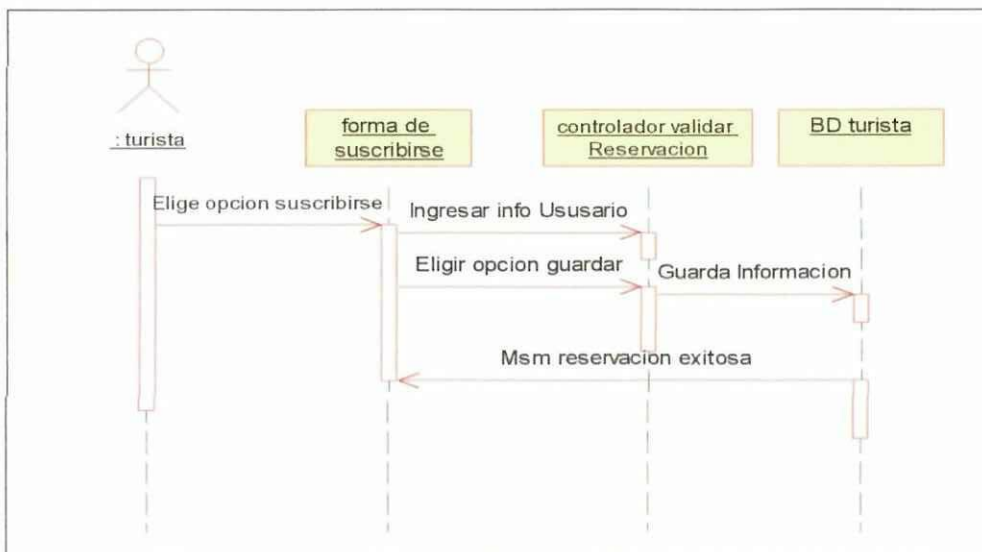 : turista
forma de
suscribirse
controlador validar
Reservacion
BD turista
Elige opcion suscribirse
Ingresar info Ususario
Eligir opcion guardar
Guarda Informacion
Msm reservacion exitosa